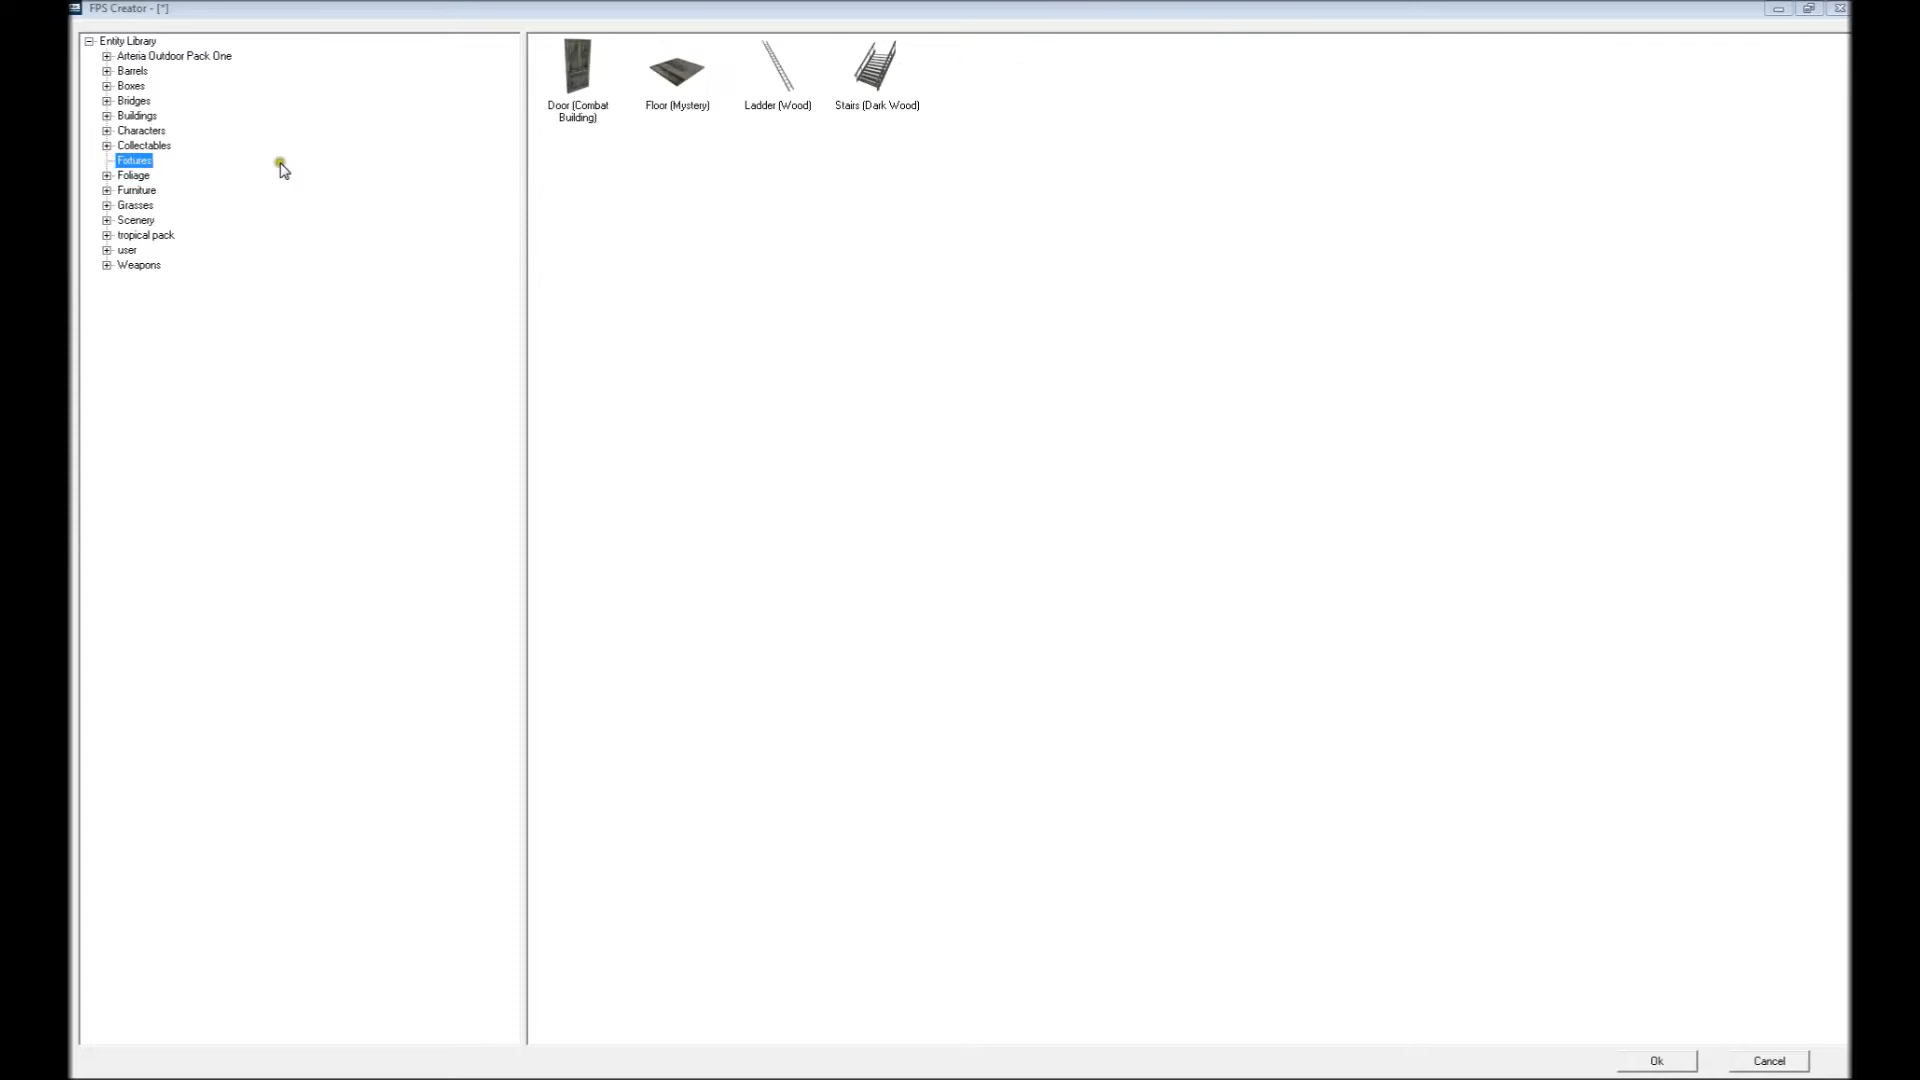 FPS Creator - [*]
Entity Library
Arteria Outdoor Pack One
Barrels
Boxes
Bridges
Buildings
Characters
Collectables
Fixtures
Foliage
Furniture
Grasses
Scenery
tropical pack
user
Weapons
Door (Combat
Building)
Floor (Mystery)
Ladder (Wood)
Stairs (Dark Wood)
Ok
Cancel